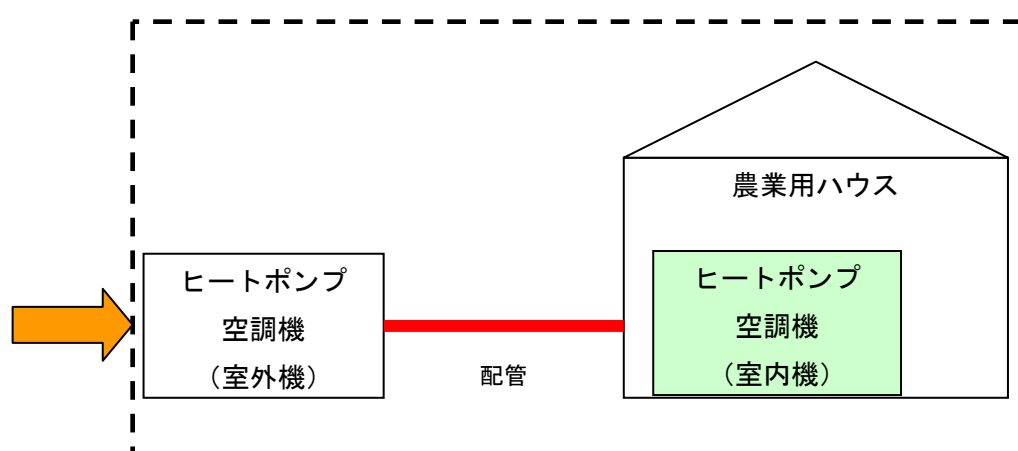 農業用ハウス
ヒートポンプ
空調機
（室外機）
配管
ヒートポンプ
空調機
（室内機）